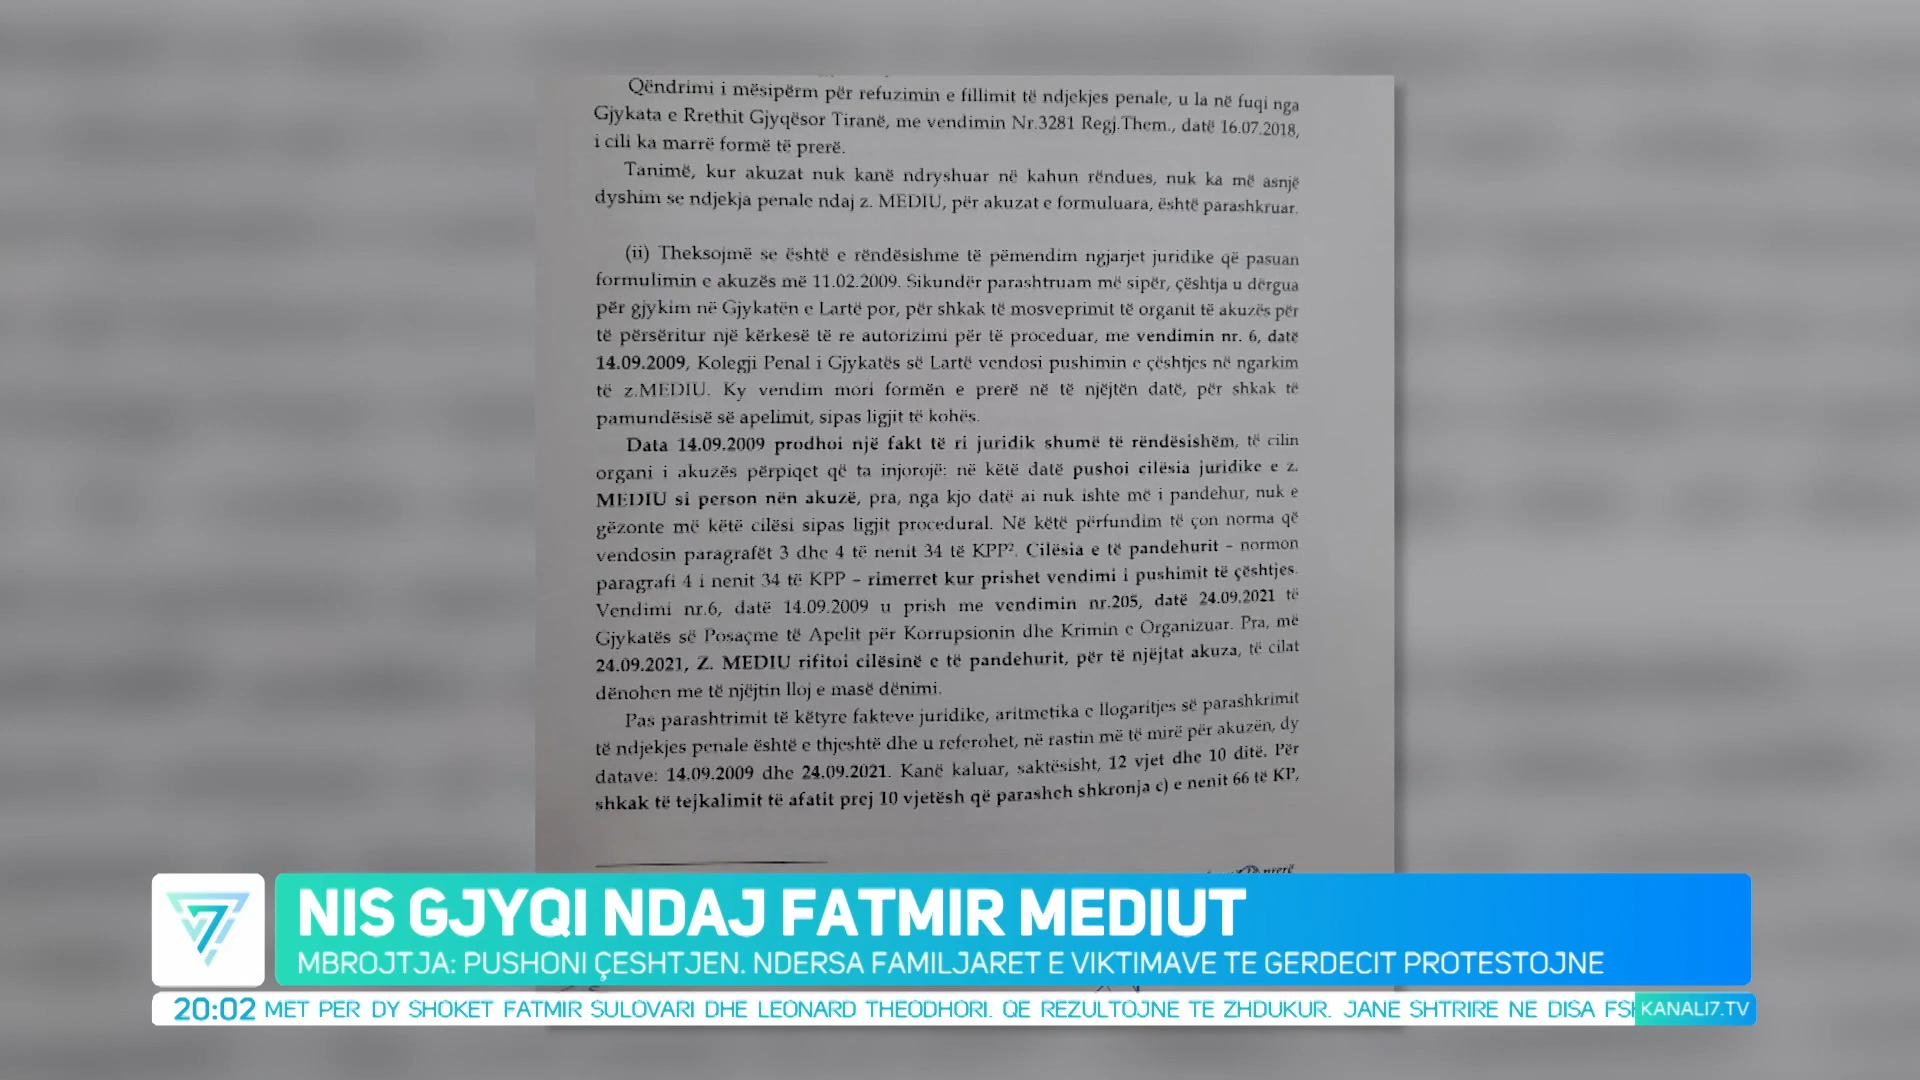 Qëndrimi i mësipërm për refuzimin e fillimit të ndjekjes penale, u la në fuqi nga
Gjykata e Rrethit Gjyqësor Tiranë, me vendimin Nr.3281 Regj.Them., datë 16.07.2018,
i cili ka marrë formë të prerë.
Tanimë, kur akuzat nuk kanë ndryshuar në kahun rëndues, nuk ka më asnjë
dyshim se ndjekja penale ndaj z. MEDIU, për akuzat e formuluara, është parashkruar.
(ii) Theksojmë se është e rëndësishme të pëmendim ngjarjet juridike që pasuan
formulimin e akuzës më 11.02.2009. Sikundër parashtruam më sipër, çështja u dërgua
për gjykim në Gjykatën e Lartë por, për shkak të mosveprimit të organit të akuzës për
të përsëritur një kërkesë të re autorizimi për të proceduar, me vendimin nr. 6, datë
14.09.2009, Kolegji Penal i Gjykatës së Lartë vendosi pushimin e çështjes në ngarkim
të z.MEDIU. Ky vendim mori formën e prerë në të njëjtën datë, për shkak të
pamundësisë së apelimit, sipas ligjit të kohës.
Data 14.09.2009 prodhoi një fakt të ri juridik shumë të rëndësishëm, të cilin
organi i akuzës përpiqet që ta injorojë: në këtë datë pushoi cilësia juridike e z.
MEDIU si person nën akuzë, pra, nga kjo datë ai nuk ishte më i pandehur, nuk e
gëzonte më këtë cilësi sipas ligjit procedural. Në këtë përfundim të çon norma që
vendosin paragrafët 3 dhe 4 të nenit 34 të KPP². Cilësia e të pandehurit – normon
paragrafi 4 i nenit 34 të KPP – rimerret kur prishet vendimi i pushimit të çështjes.
Vendimi nr.6, datë 14.09.2009 u prish me vendimin nr.205, datë 24.09.2021 të
Gjykatës së Posaçme të Apelit për Korrupsionin dhe Krimin e Organizuar. Pra, më
24.09.2021, Z. MEDIU rifitoi cilësinë e të pandehurit, për të njëjtat akuza, të cilat
dënohen me të njëjtin lloj e masë dënimi.
Pas parashtrimit të këtyre fakteve juridike, aritmetika e llogaritjes së parashkrimit
të ndjekjes penale është e thjeshtë dhe u referohet, në rastin më të mirë për akuzën, dy
datave: 14.09.2009 dhe 24.09.2021. Kanë kaluar, saktësisht, 12 vjet dhe 10 ditë. Për
shkak të tejkalimit të afatit prej 10 vjetësh që parasheh shkronja c) e nenit 66 të KP,
NIS GJYQI NDAJ FATMIR MEDIUT
MBROJTJA: PUSHONI ÇESHTJEN. NDERSA FAMILJARET E VIKTIMAVE TE GERDECIT PROTESTOJNE
20:02 MET PER DY SHOKET FATMIR SULOVARI DHE LEONARD THEODHORI. QE REZULTOJNE TE ZHDUKUR. JANE SHTRIRE NE DISA
KANALI7.TV